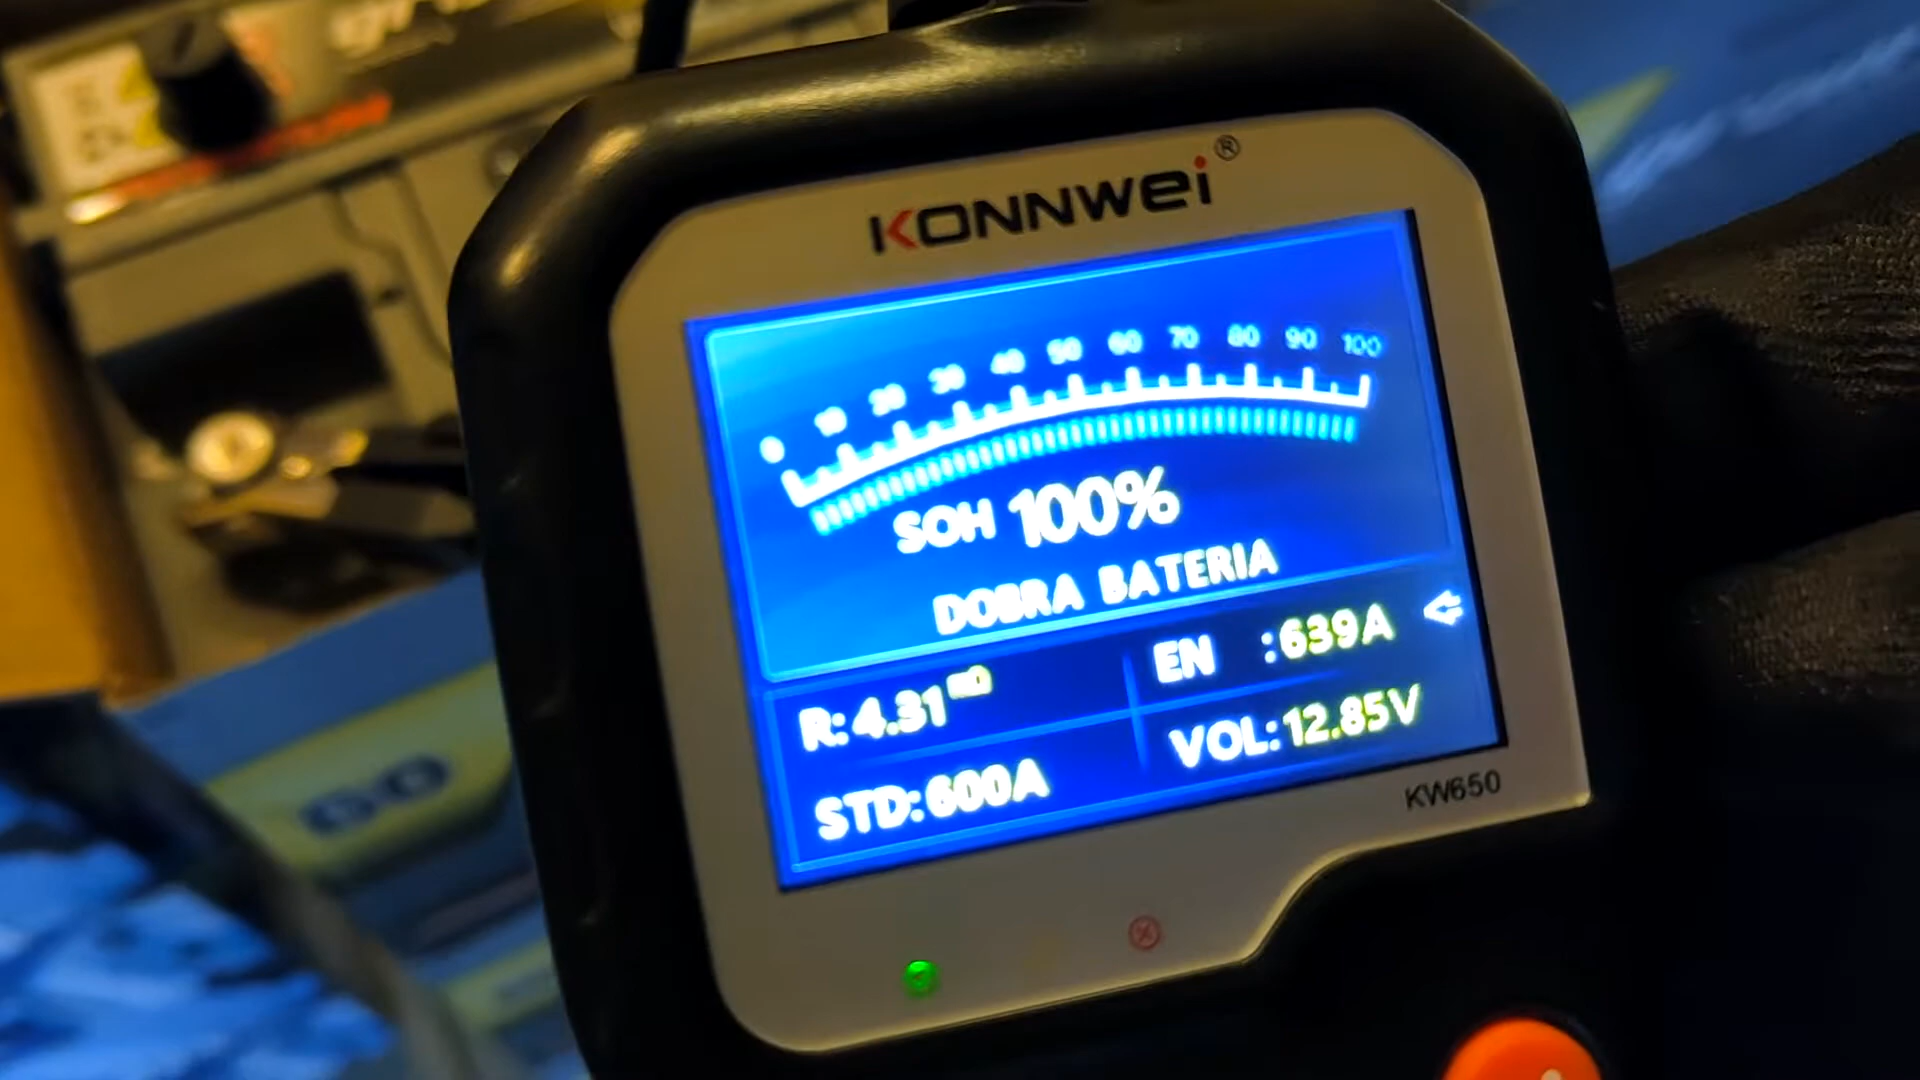 KONNWEI®
0 10 20 30 40 50 60 70 80 90 100
SOH 100%
DOBRA BATERIA
R: 4.31mΩ
EN : 639A
STD: 600A
VOL: 12.85V
KW650